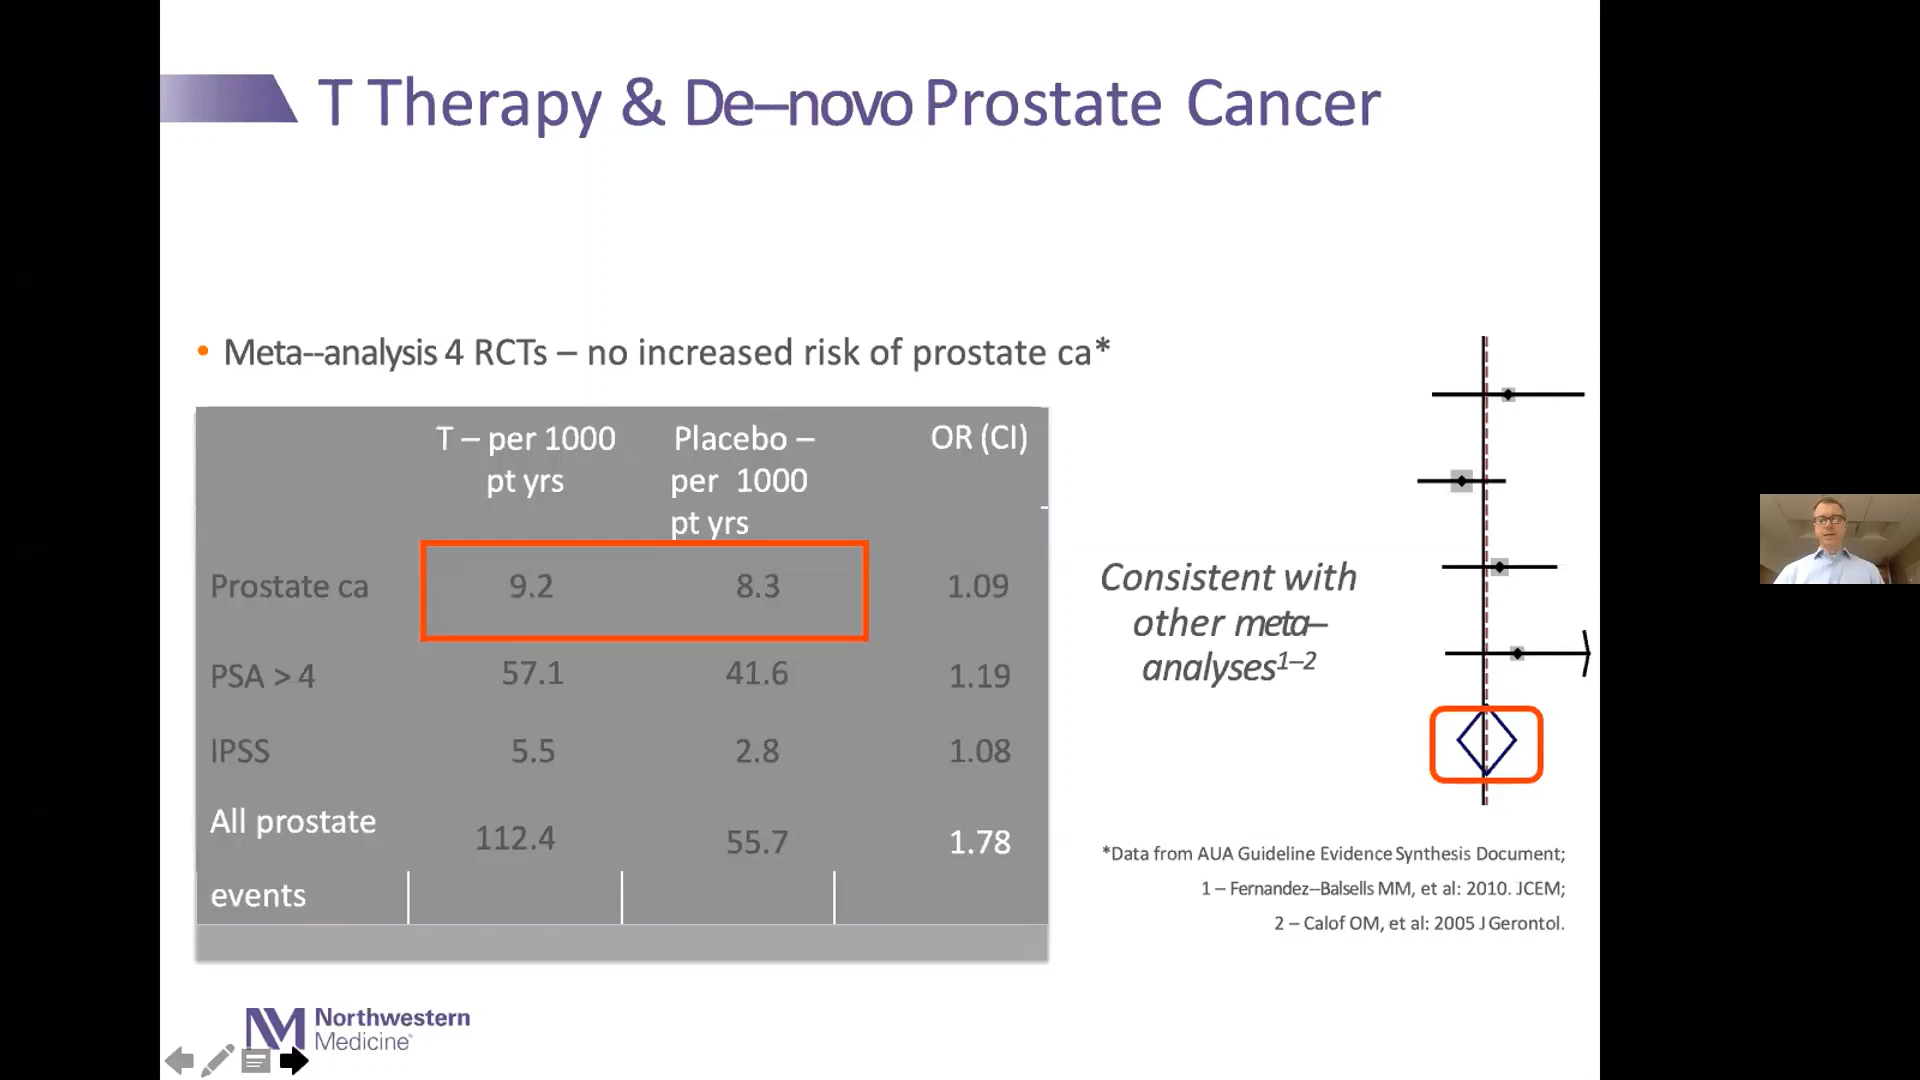 T Therapy & De–novo Prostate Cancer
• Meta--analysis 4 RCTs – no increased risk of prostate ca*
T – per 1000 pt yrs
Placebo – per 1000 pt yrs
OR (CI)
Prostate ca 9.2 8.3 1.09
PSA > 4 57.1 41.6 1.19
IPSS 5.5 2.8 1.08
All prostate events 112.4 55.7 1.78
Consistent with
other meta–
analyses1–2
*Data from AUA Guideline Evidence Synthesis Document;
1 – Fernandez--Balsells MM, et al: 2010. JCEM;
2 – Calof OM, et al: 2005 J Gerontol.
Northwestern
Medicine